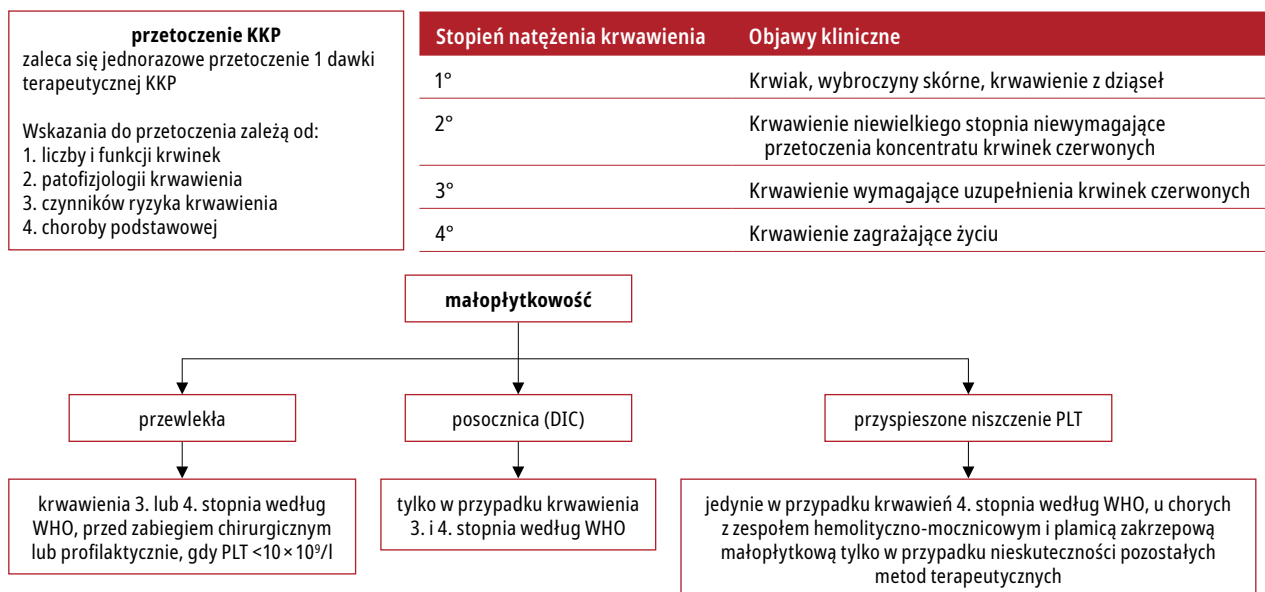 przetoczenie KKP
zaleca się jednorazowe przetoczenie 1 dawki
terapeutycznej KKP
Wskazania do przetoczenia zależą od:
1. liczby i funkcji krwinek
2. patofizjologii krwawienia
3. czynników ryzyka krwawienia
4. choroby podstawowej
Stopień natężenia krwawienia Objawy kliniczne
1° Krwiak, wybroczyny skórne, krwawienie z dziąseł
2° Krwawienie niewielkiego stopnia niewymagające
przetoczenia koncentratu krwinek czerwonych
3° Krwawienie wymagające uzupełnienia krwinek czerwonych
4° Krwawienie zagrażające życiu
małopłytkowość
przewlekła
posocznica (DIC)
przyspieszone niszczenie PLT
krwawienia 3. lub 4. stopnia według
WHO, przed zabiegiem chirurgicznym
lub profilaktycznie, gdy PLT <10 × 10⁹/l
tylko w przypadku krwawienia
3. i 4. stopnia według WHO
jedynie w przypadku krwawień 4. stopnia według WHO, u chorych
z zespołem hemolityczno-mocznicowym i plamicą zakrzepową
małopłytkową tylko w przypadku nieskuteczności pozostałych
metod terapeutycznych